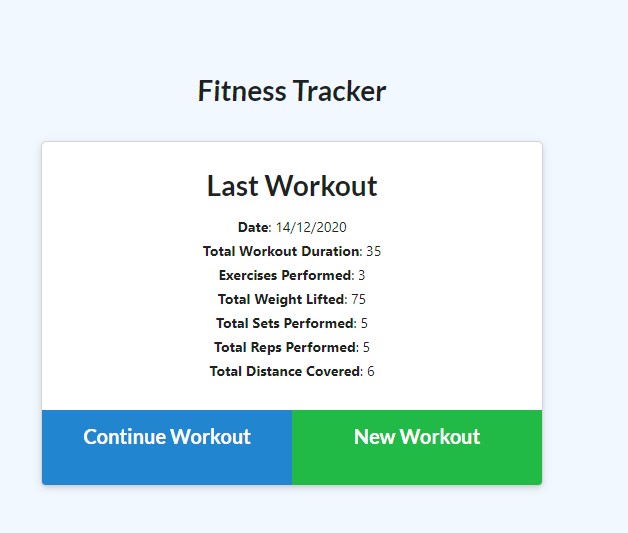 Fitness Tracker
Last Workout
Date: 14/12/2020
Total Workout Duration: 35
Exercises Performed: 3
Total Weight Lifted: 75
Total Sets Performed: 5
Total Reps Performed: 5
Total Distance Covered: 6
Continue Workout
New Workout